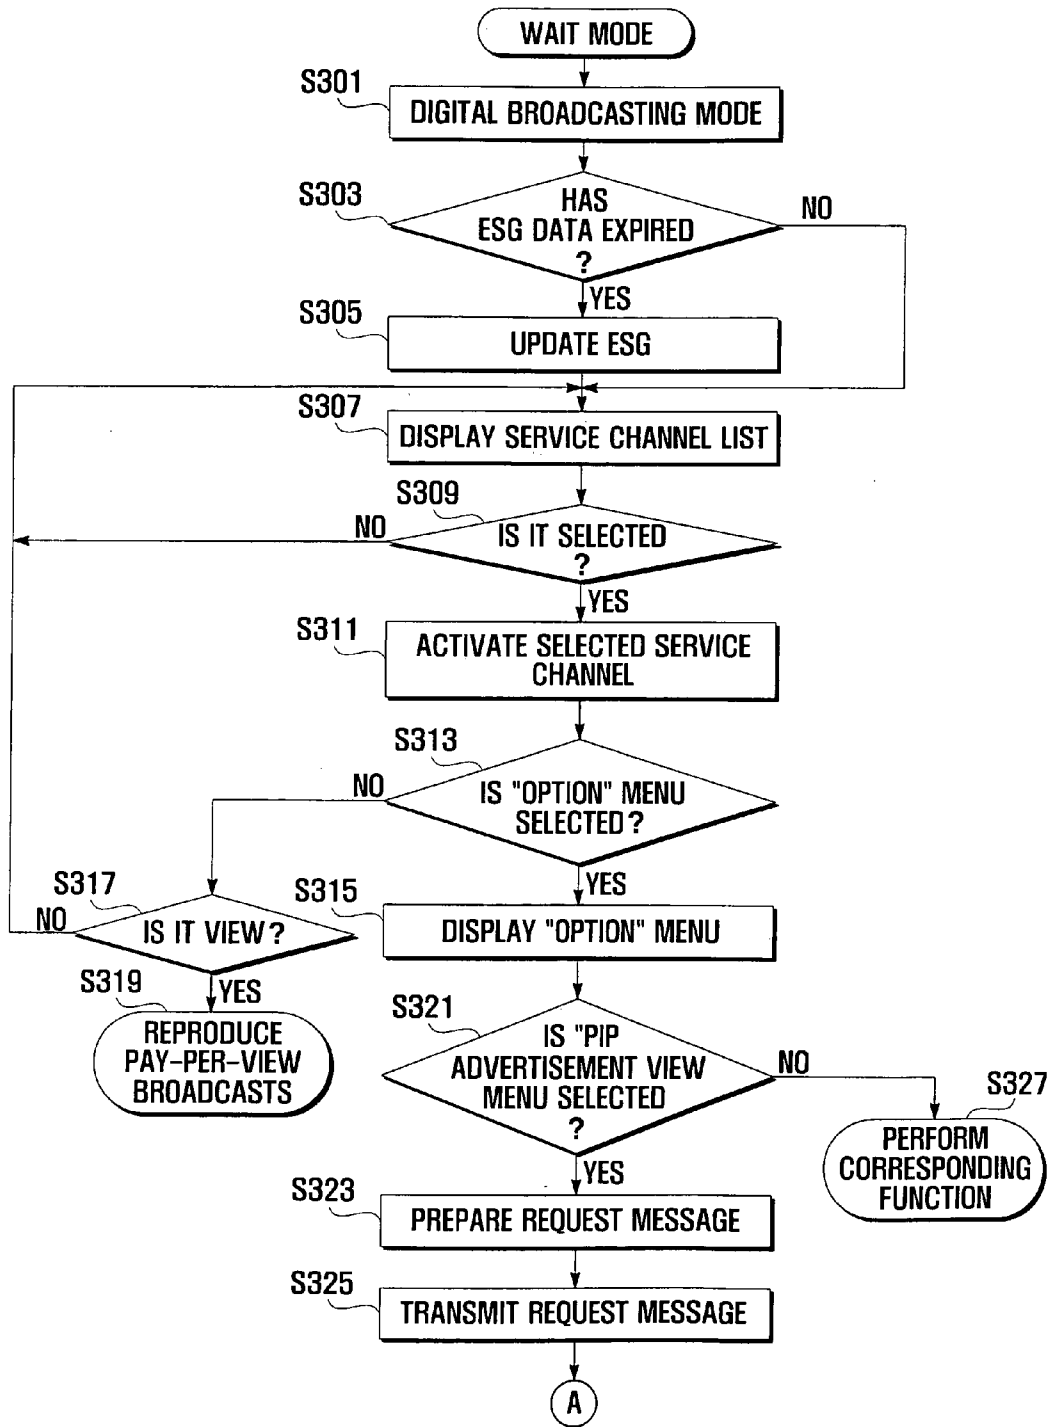 WAIT MODE
S301
DIGITAL BROADCASTING MODE
S303
HAS
ESG DATA EXPIRED
?
NO
YES
S305
UPDATE ESG
S307
DISPLAY SERVICE CHANNEL LIST
S309
NO
IS IT SELECTED
?
YES
S311
ACTIVATE SELECTED SERVICE
CHANNEL
S313
NO
IS "OPTION" MENU
SELECTED?
YES
S317
NO
IS IT VIEW?
YES
S315
DISPLAY "OPTION" MENU
S319
REPRODUCE
PAY-PER-VIEW
BROADCASTS
S321
IS "PIP
ADVERTISEMENT VIEW
MENU SELECTED
?
NO
YES
S327
PERFORM
CORRESPONDING
FUNCTION
S323
PREPARE REQUEST MESSAGE
S325
TRANSMIT REQUEST MESSAGE
A